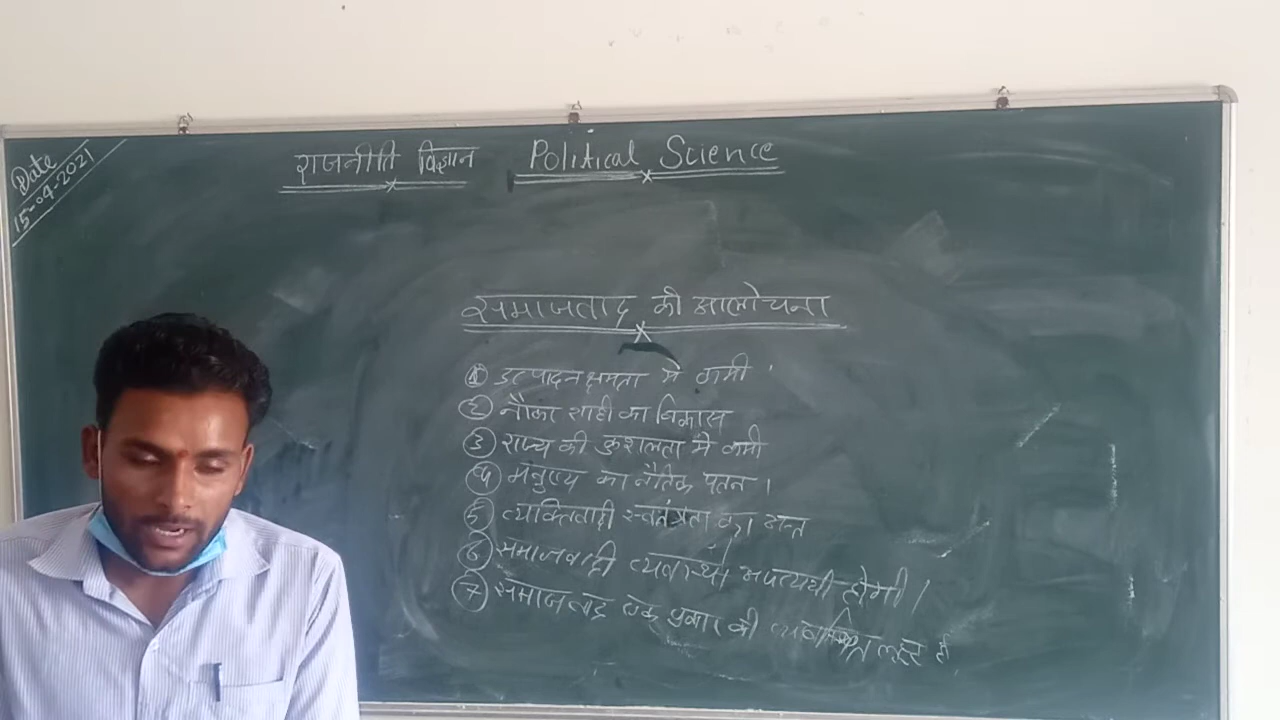 Date
15-04-2021
राजनीति विज्ञान Political Science
समाजवाद की आलोचना
① उत्पादन क्षमता में कमी
② नौकरशाही का विकास
③ राज्य की कुशलता में कमी
④ मनुष्य का नैतिक पतन ।
⑤ व्यक्तिवादी स्वतंत्रता का अन्त
⑥ समाजवादी व्यवस्था अपव्ययी होगी ।
⑦ समाजवाद एक प्रकार की लूट है